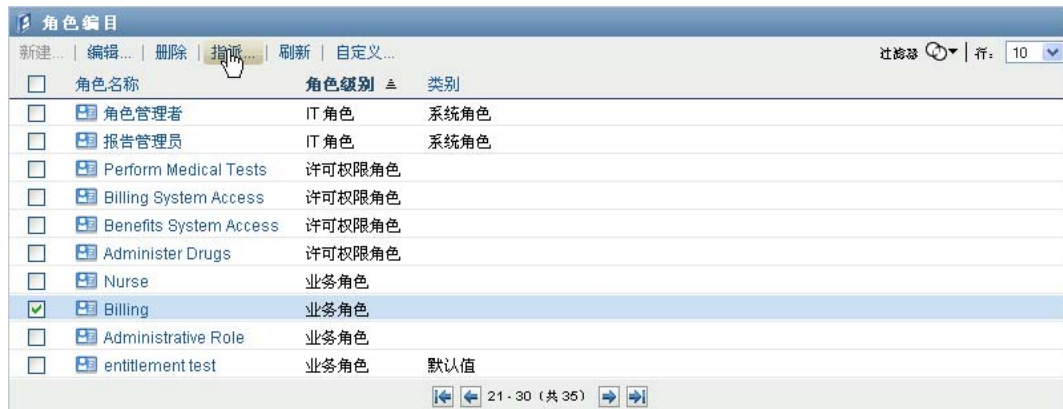 角色编目
新建... | 编辑... | 删除 | 指派... | 刷新 | 自定义... 过滤器 行: 10
角色名称 角色级别 类别
角色管理者 IT 角色 系统角色
报告管理员 IT 角色 系统角色
Perform Medical Tests 许可权限角色
Billing System Access 许可权限角色
Benefits System Access 许可权限角色
Administer Drugs 许可权限角色
Nurse 业务角色
Billing 业务角色
Administrative Role 业务角色
entitlement test 业务角色 默认值
21 - 30 (共 35)